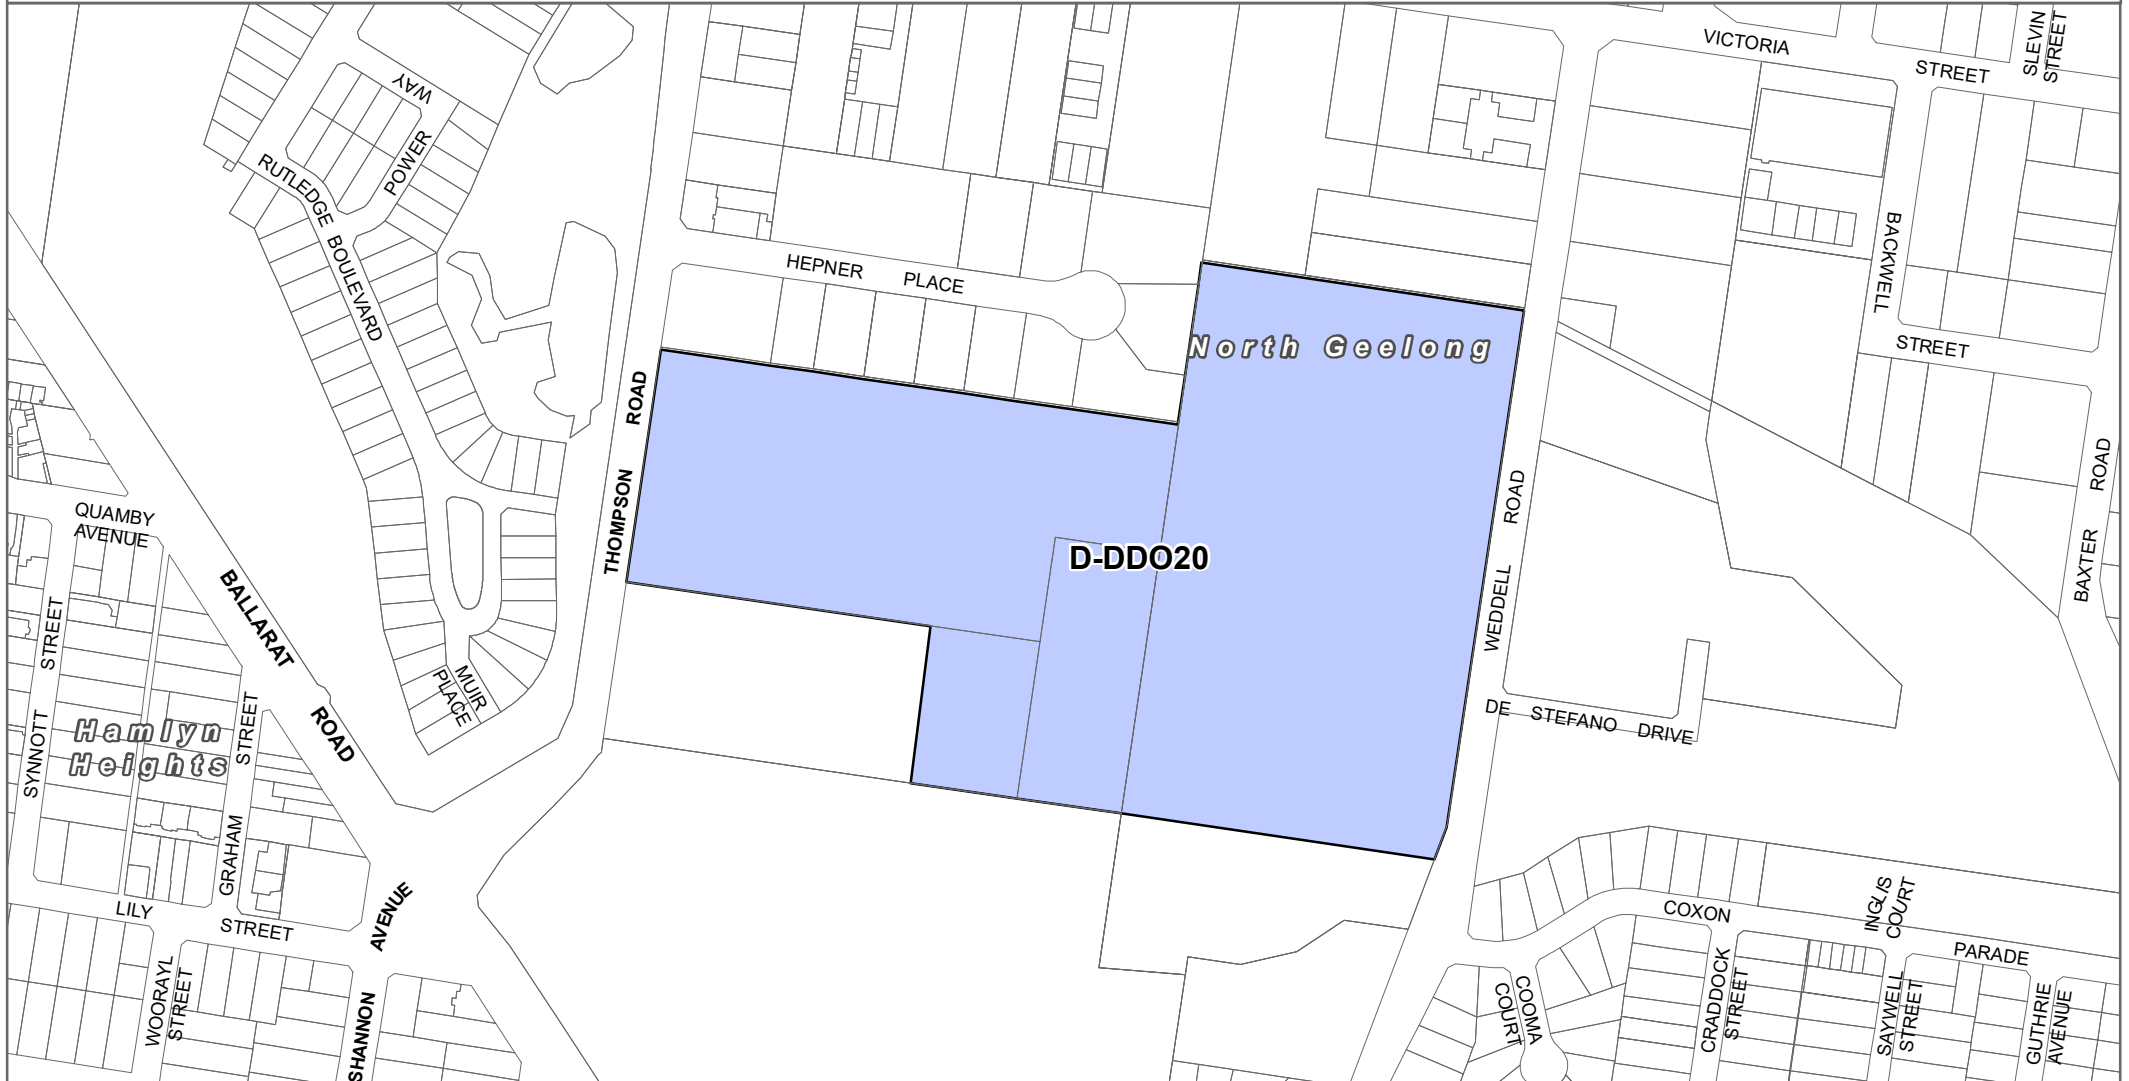 VICTORIA
STREET
SLEVIN
STREET
WAY
POWER
RUTLEDGE
BOULEVARD
HEPNER PLACE
BACKWELL
STREET
North Geelong
THOMPSON ROAD
WEDDELL ROAD
BAXTER ROAD
D-DDO20
QUAMBY
AVENUE
BALLARAT
ROAD
SYNNOTT STREET
Hamlyn
Heights
GRAHAM STREET
MUIR
PLACE
DE STEFANO DRIVE
LILY
STREET
SHANNON
AVENUE
WOORAYL
STREET
COXON
PARADE
INGLIS
COURT
COOMA
COURT
CRADDOCK
STREET
SAYWELL
STREET
GUTHRIE
AVENUE